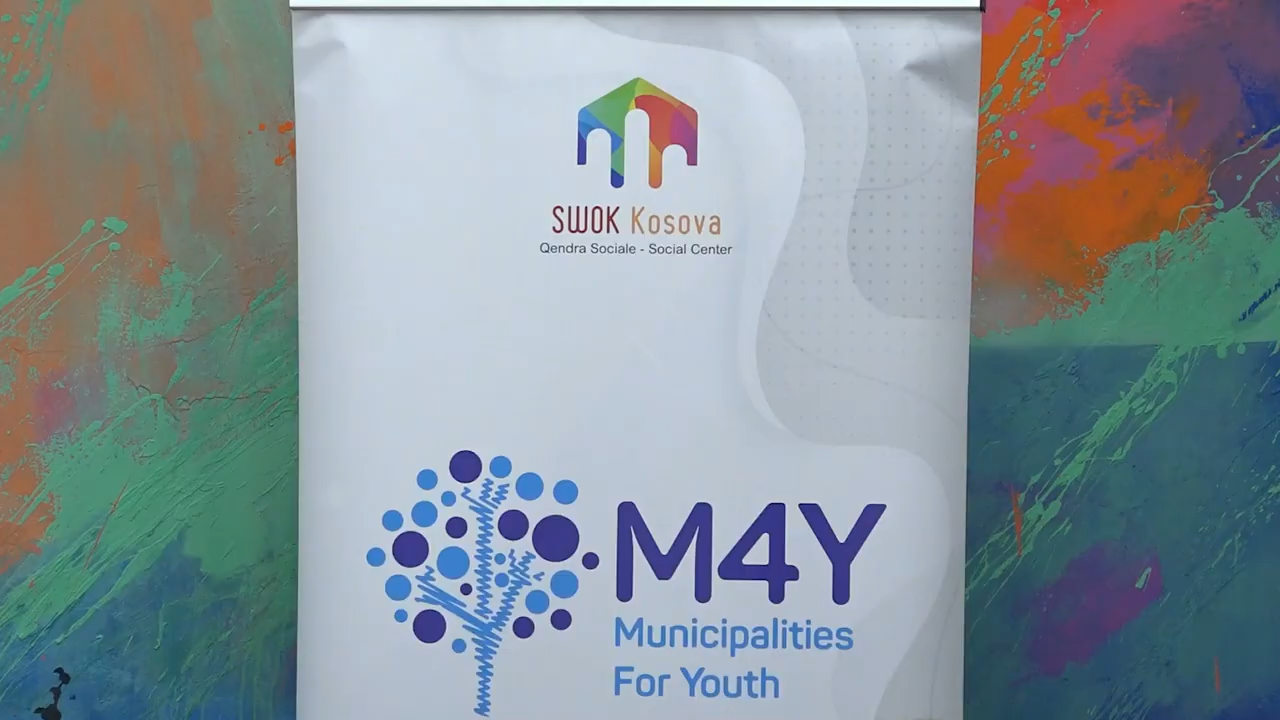 SWOK Kosova
Qendra Sociale - Social Center
M4Y
Municipalities
For Youth